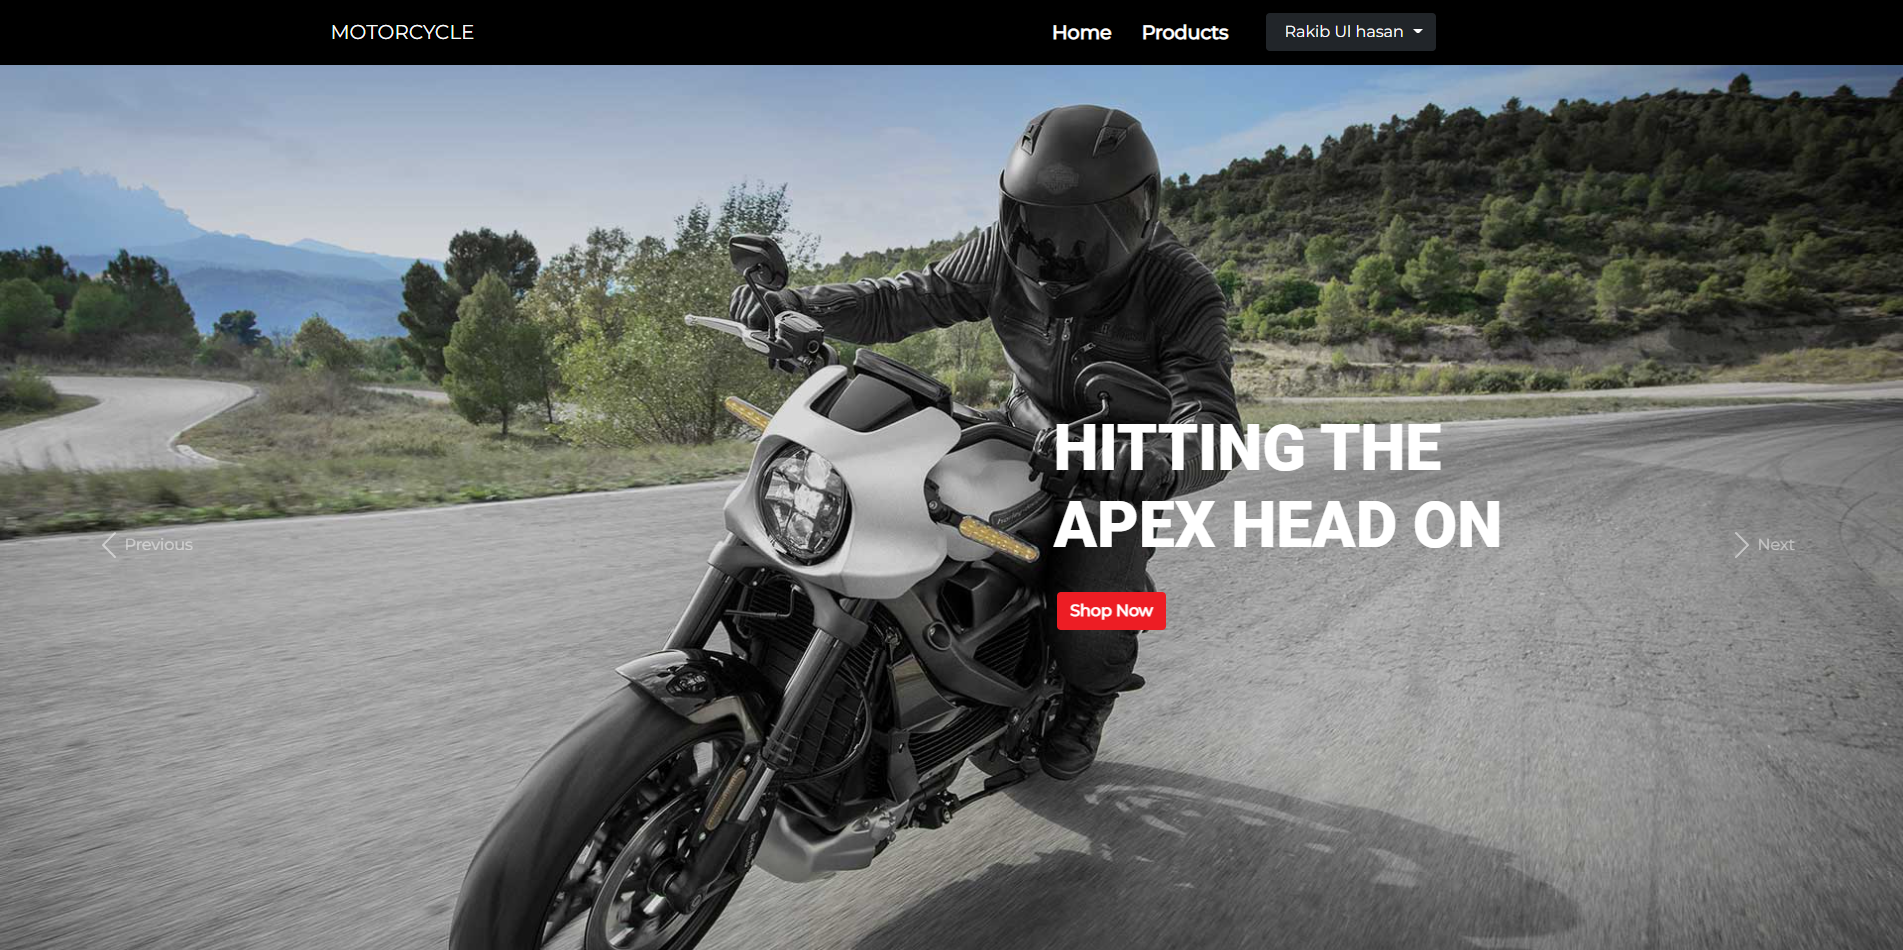 MOTORCYCLE
Home
Products
Rakib Ul hasan
HITTING THE
APEX HEAD ON
Previous
Next
Shop Now